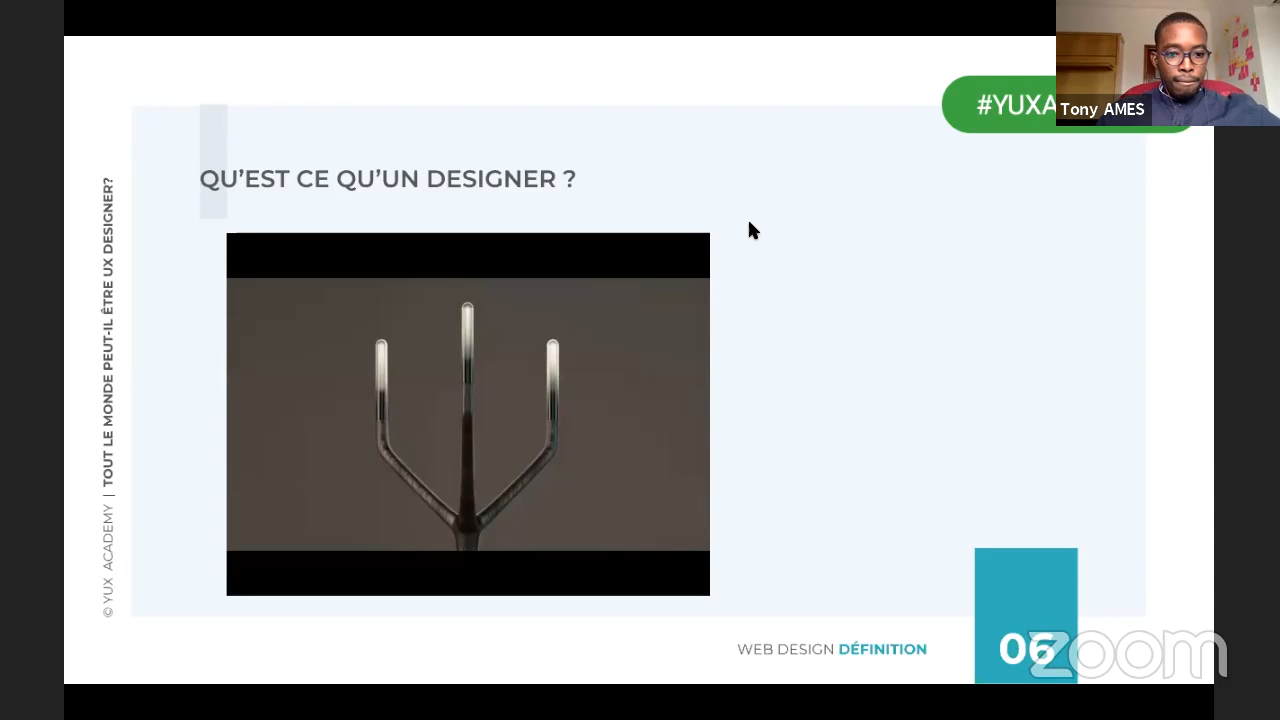 #YUXA
Tony AMES
QU’EST CE QU’UN DESIGNER ?
© YUX ACADEMY | TOUT LE MONDE PEUT-IL ÊTRE UX DESIGNER?
WEB DESIGN DÉFINITION
06
zoom